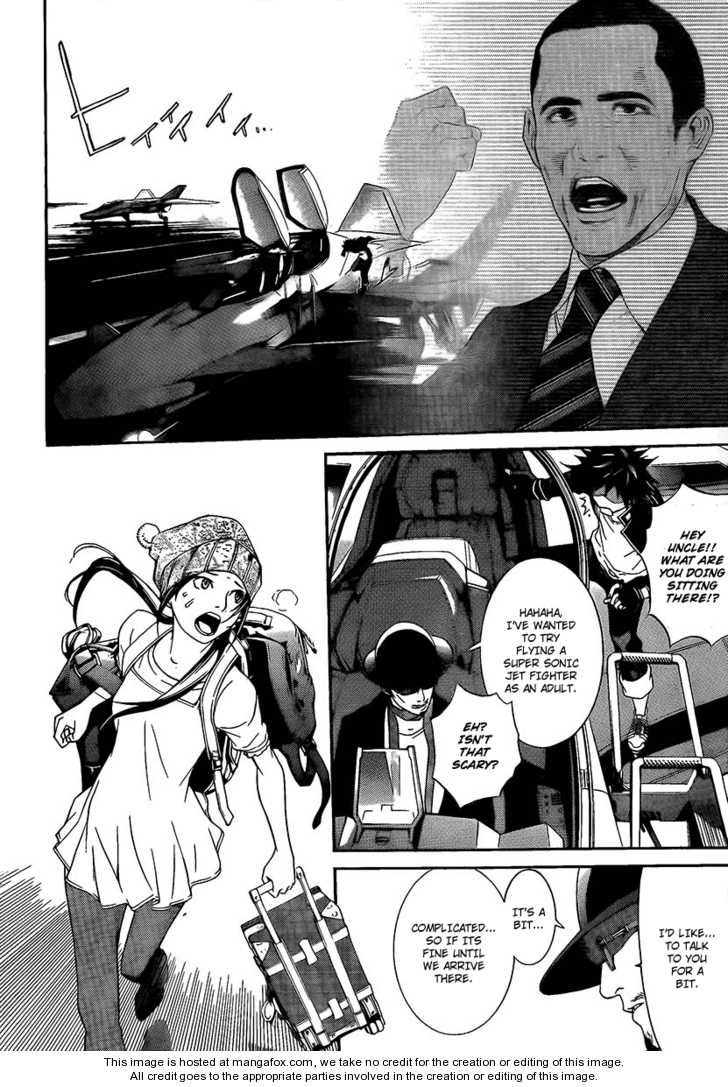 ヒィイイイ...
HEY
UNCLE!!
WHAT ARE
YOU DOING
SITTING
THERE!?
HAHAHA,
I'VE WANTED
TO TRY
FLYING A
SUPER SONIC
JET FIGHTER
AS AN ADULT.
EH?
ISN'T
THAT
SCARY?
I'D LIKE...
TO TALK
TO YOU
FOR A
BIT.
IT'S A
BIT...
COMPLICATED...
SO IF ITS
FINE UNTIL
WE ARRIVE
THERE.
This image is hosted at mangafox.com, we take no credit for the creation or editing of this image.
All credit goes to the appropriate parties involved in the creation or editing of this image.